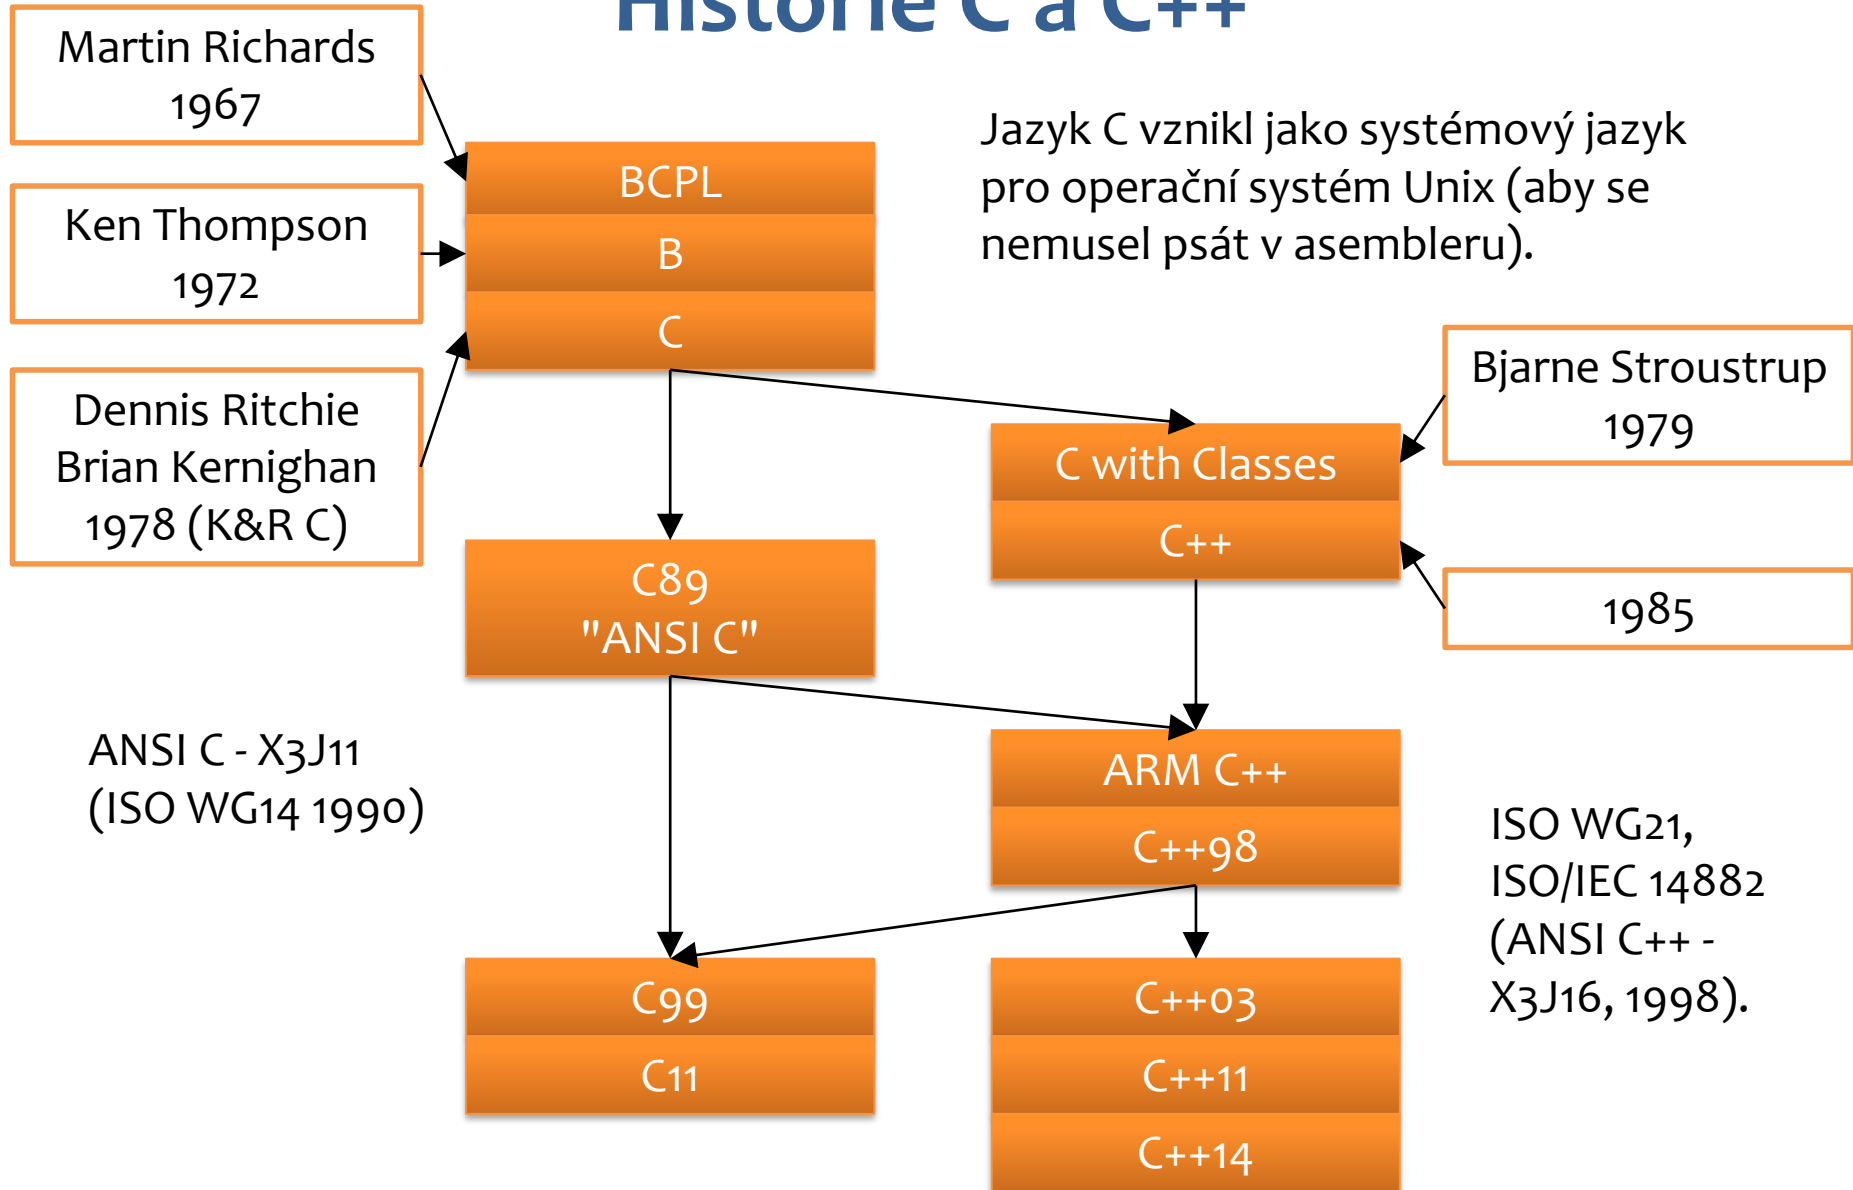 Historie C a C++
Martin Richards
1967
Ken Thompson
1972
Dennis Ritchie
Brian Kernighan
1978 (K&R C)
BCPL
B
C
Jazyk C vznikl jako systémový jazyk
pro operační systém Unix (aby se
nemusel psát v asembleru).
Bjarne Stroustrup
1979
C with Classes
C++
1985
C89
"ANSI C"
ANSI C - X3J11
(ISO WG14 1990)
ARM C++
C++98
ISO WG21,
ISO/IEC 14882
(ANSI C++ -
X3J16, 1998).
C99
C11
C++03
C++11
C++14